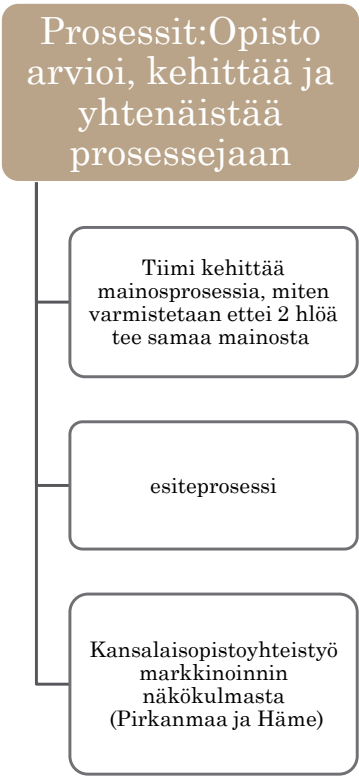 Prosessit:Opisto
arvioi, kehittää ja
yhtenäistää
prosessejaan
Tiimi kehittää
mainosprosessia, miten
varmistetaan ettei 2 hlöä
tee samaa mainosta
esiteprosessi
Kansalaisopistoyhteistyö
markkinoinnin
näkökulmasta
(Pirkanmaa ja Häme)